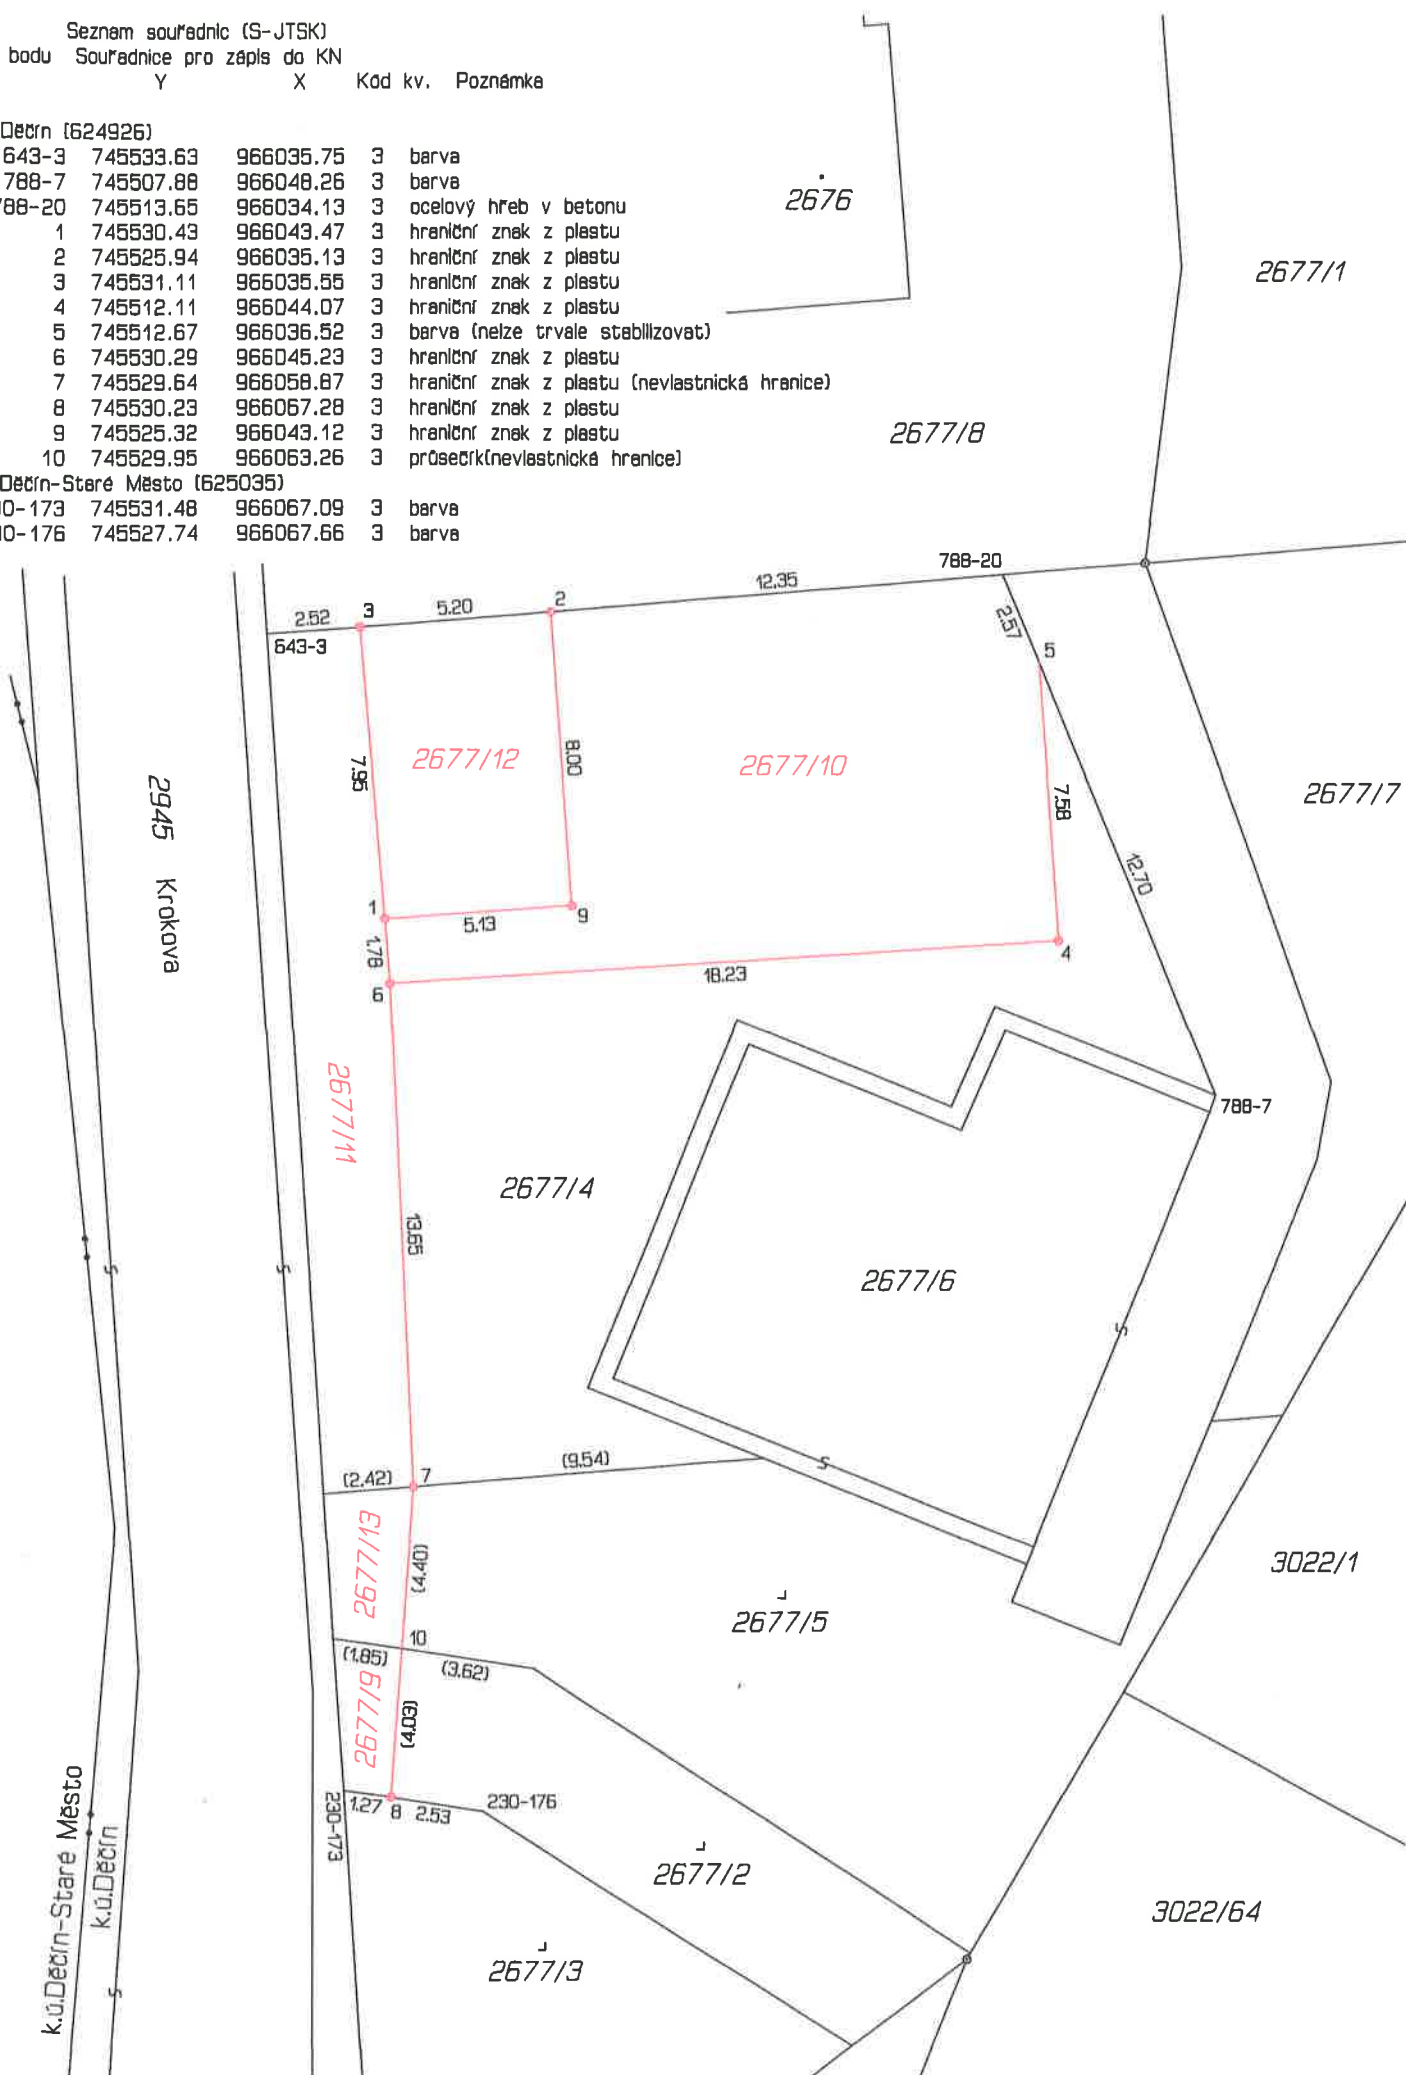 Seznam souřadnic (S-JTSK)
bodu Souřadnice pro zápis do KN
Y X Kód kv. Poznámka
Děčín (624926)
643-3 745533.63 966035.75 3 barva
788-7 745507.88 966048.26 3 barva
788-20 745513.65 966034.13 3 ocelový hřeb v betonu
1 745530.43 966043.47 3 hraniční znak z plastu
2 745525.94 966035.13 3 hraniční znak z plastu
3 745531.11 966035.55 3 hraniční znak z plastu
4 745512.11 966044.07 3 hraniční znak z plastu
5 745512.67 966036.52 3 barva (nelze trvale stabilizovat)
6 745530.29 966045.23 3 hraniční znak z plastu
7 745529.64 966058.87 3 hraniční znak z plastu (nevlastnická hranice)
8 745530.23 966067.28 3 hraniční znak z plastu
9 745525.32 966043.12 3 hraniční znak z plastu
10 745529.95 966063.26 3 průsečík(nevlastnická hranice)
Děčín-Staré Město (625035)
0-173 745531.48 966067.09 3 barva
0-176 745527.74 966067.66 3 barva
2676
2677/1
2677/8
788-20
12.35
2
5.20
3
2.52
643-3
2.57
5
2677/12
8.00
2677/10
7.95
7.58
2677/7
2945 Krokova
12.70
1
5.13
9
1.78
4
18.23
6
788-7
2677/11
2677/4
13.65
2677/6
(9.54)
(2.42)
7
2677/13
(4.40)
3022/1
2677/5
10
(1.85)
(3.62)
2677/9
(4.03)
230-173
1.27
8
2.53
230-176
2677/2
k.ú.Děčín-Staré Město
k.ú.Děčín
3022/64
2677/3